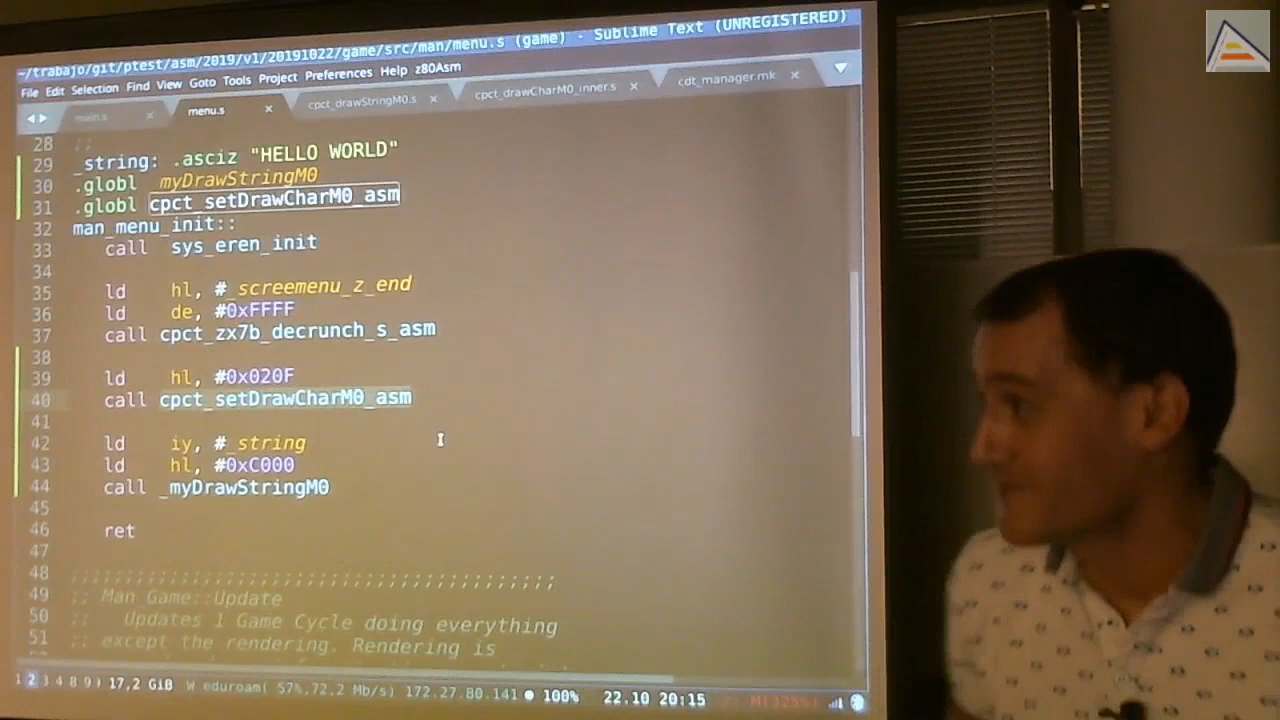 ~/trabajo/git/ptest/asm/2019/v1/20191022/game/src/man/menu.s (game) - Sublime Text (UNREGISTERED)
File Edit Selection Find View Goto Tools Project Preferences Help z80Asm
main.s × menu.s × cpct_drawStringM0.s × cpct_drawCharM0_inner.s × cdt_manager.mk ×
28 ;;
29 _string: .asciz "HELLO WORLD"
30 .globl _myDrawStringM0
31 .globl cpct_setDrawCharM0_asm
32 man_menu_init::
33 call sys_eren_init
34
35 ld hl, #_screemenu_z_end
36 ld de, #0xFFFF
37 call cpct_zx7b_decrunch_s_asm
38
39 ld hl, #0x020F
40 call cpct_setDrawCharM0_asm
41
42 ld iy, #_string
43 ld hl, #0xC000
44 call _myDrawStringM0
45
46 ret
47
48 ;;;;;;;;;;;;;;;;;;;;;;;;;;;;;;;;;;;;;;;;;;;;;;
49 ;; Man Game::Update
50 ;; Updates 1 Game Cycle doing everything
51 ;; except the rendering. Rendering is
1 2 3 4 8 9 17,2 GiB W eduroam( 57%,72.2 Mb/s) 172.27.80.141 100% 22.10 20:15